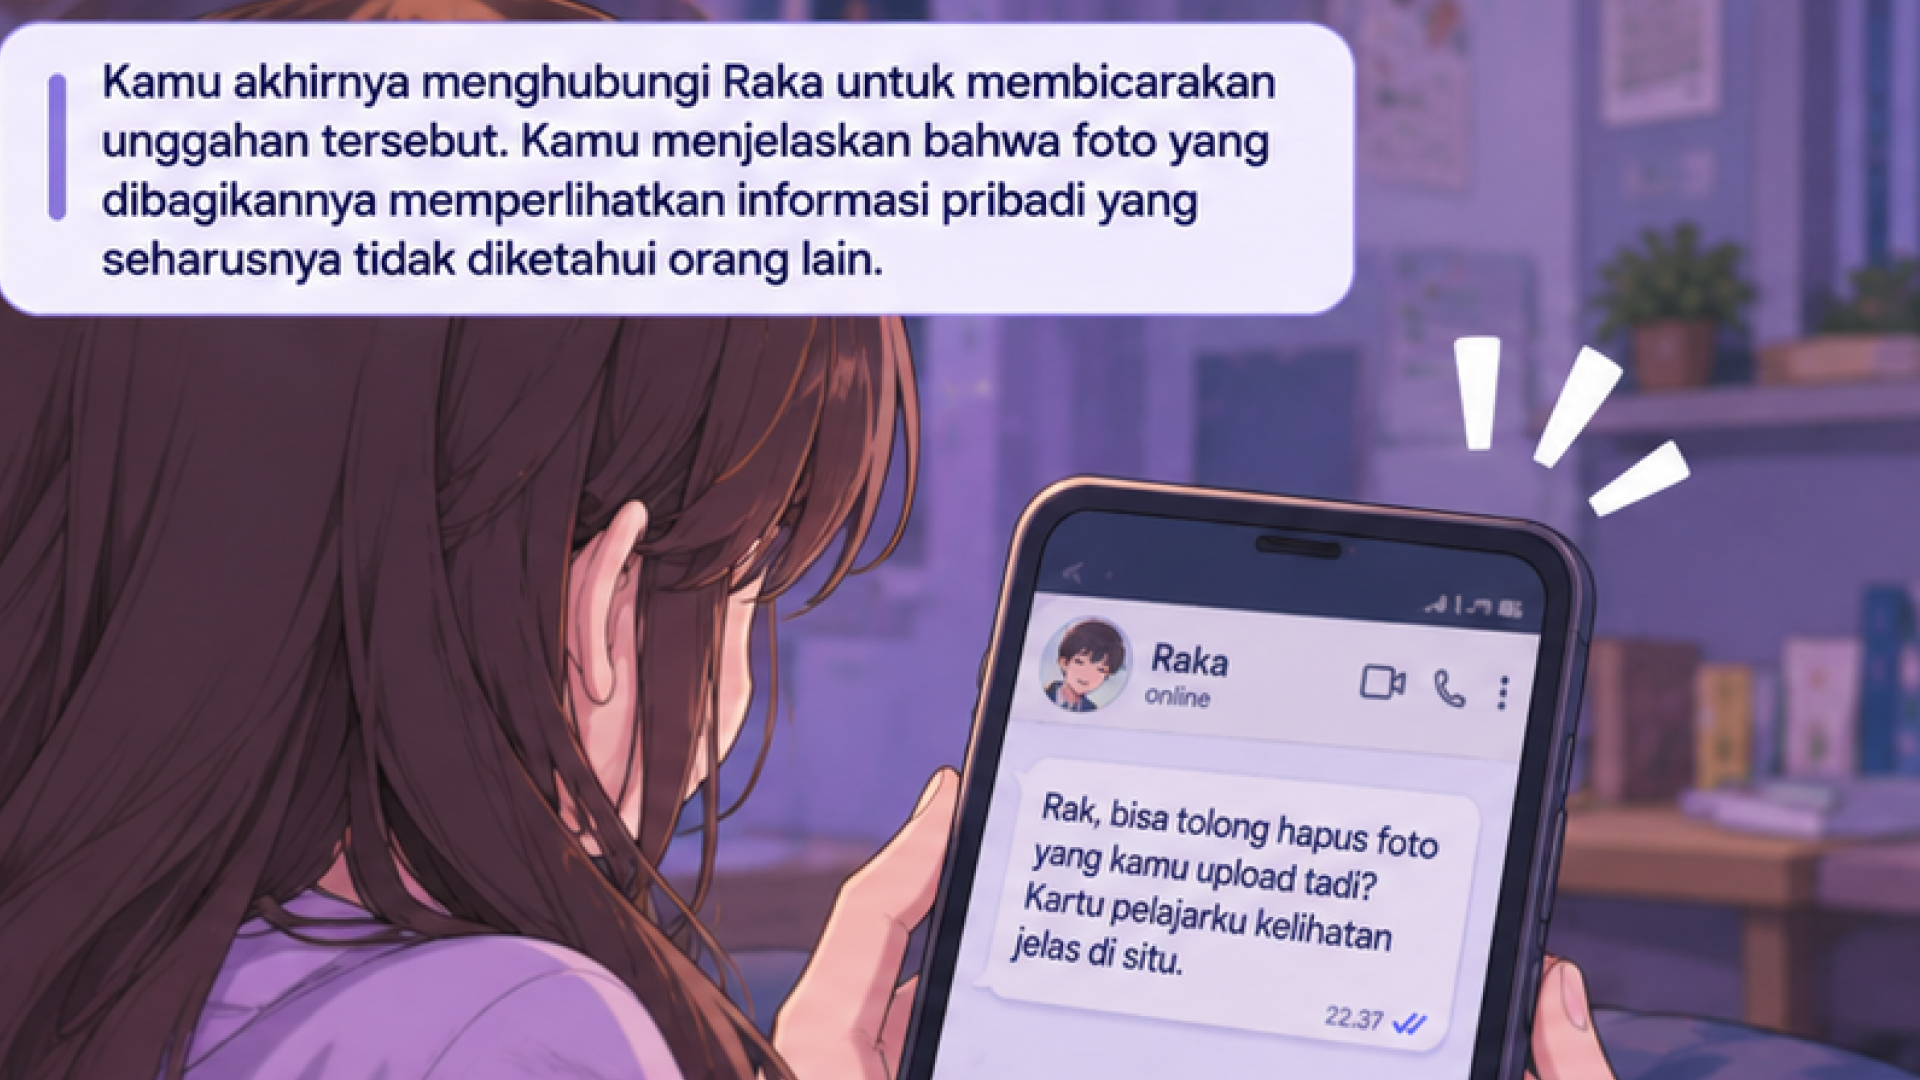 Kamu akhirnya menghubungi Raka untuk membicarakan
unggahan tersebut. Kamu menjelaskan bahwa foto yang
dibagikannya memperlihatkan informasi pribadi yang
seharusnya tidak diketahui orang lain.
Raka
online
Rak, bisa tolong hapus foto
yang kamu upload tadi?
Kartu pelajarku kelihatan
jelas di situ.
22.37